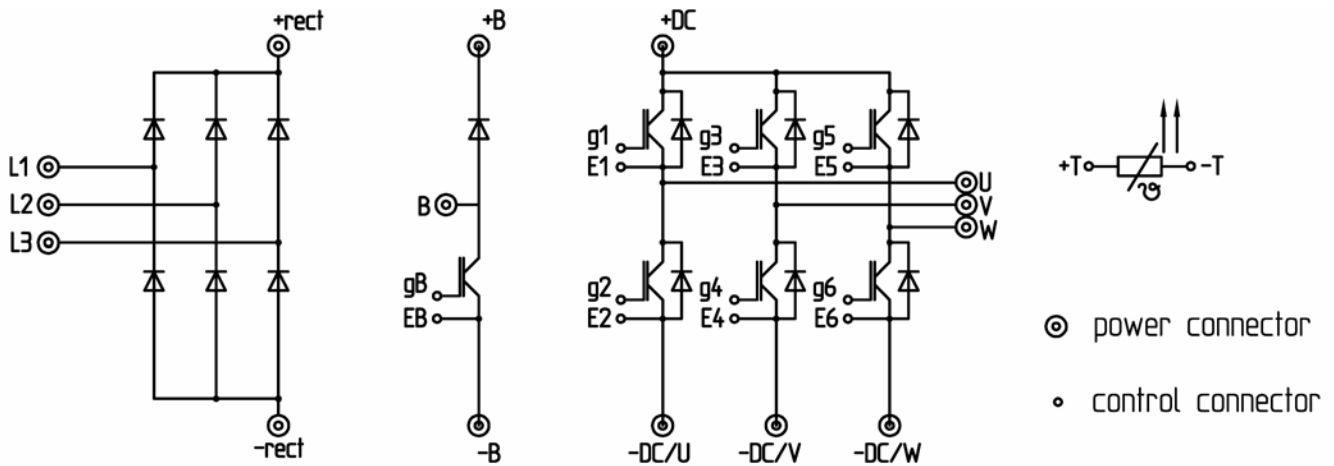 +rect
+B
+DC
L1
L2
L3
-rect
B
gB
EB
-B
g1
E1
g3
E3
g5
E5
U
V
W
g2
E2
g4
E4
g6
E6
-DC/U
-DC/V
-DC/W
+T
-T
ϑ
power connector
control connector